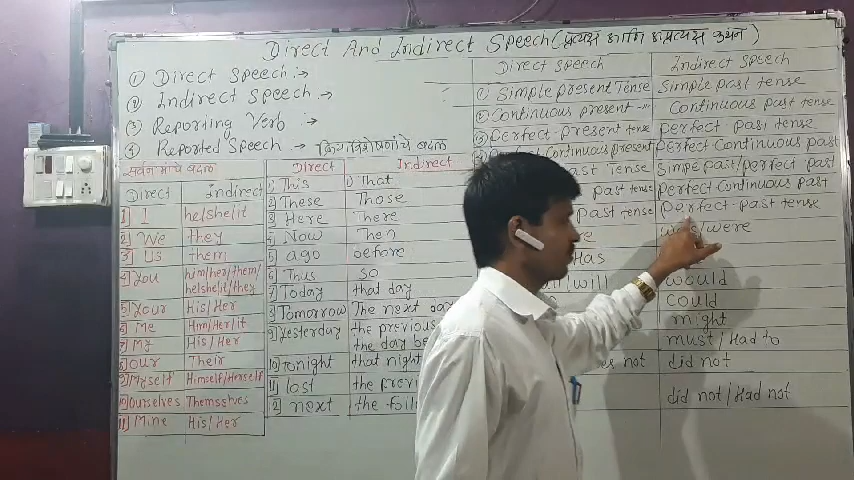 Direct And Indirect Speech (प्रत्यक्ष आणि अप्रत्यक्ष कथन)
① Direct Speech :→
② Indirect Speech →
③ Reporting Verb :→
④ Reported Speech :→ क्रियाविशेषणांचे बदल
सर्वनामांचे बदल
Direct Indirect
1] I he/she/it
2] We they
3] Us them
4] You him/her/them/
he/she/it/they
5] Your His/Her
6] Me Him/Her/it
7] My His/Her
8] Our Their
9] Myself Himself/Herself
10] Ourselves Themsslves
11] Mine His/Her
Direct Indirect
1] This 1) That
2] These Those
3] Here There
4] Now Then
5] ago before
6] Thus so
7] Today that day
8] Tomorrow The next day
9] Yesterday the previous
the day be
10] tonight that night
11] last the previ
12] next the foll
Direct Speech Indirect Speech
① Simple present Tense Simple past tense
② Continuous present Continuous past tense
③ Perfect present tense perfect past tense
Perfect Continuous present Perfect Continuous past
ast Tense Simpe past/perfect past
past tense Perfect Continuous past
past tense Perfect past tense
was/were
Has
will would
could
might
must/Had to
not did not
did not/Had not